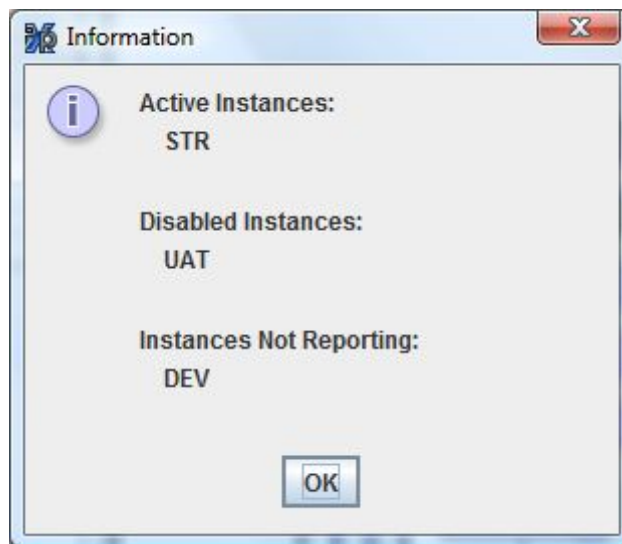 Information
Active Instances:
STR
Disabled Instances:
UAT
Instances Not Reporting:
DEV
OK